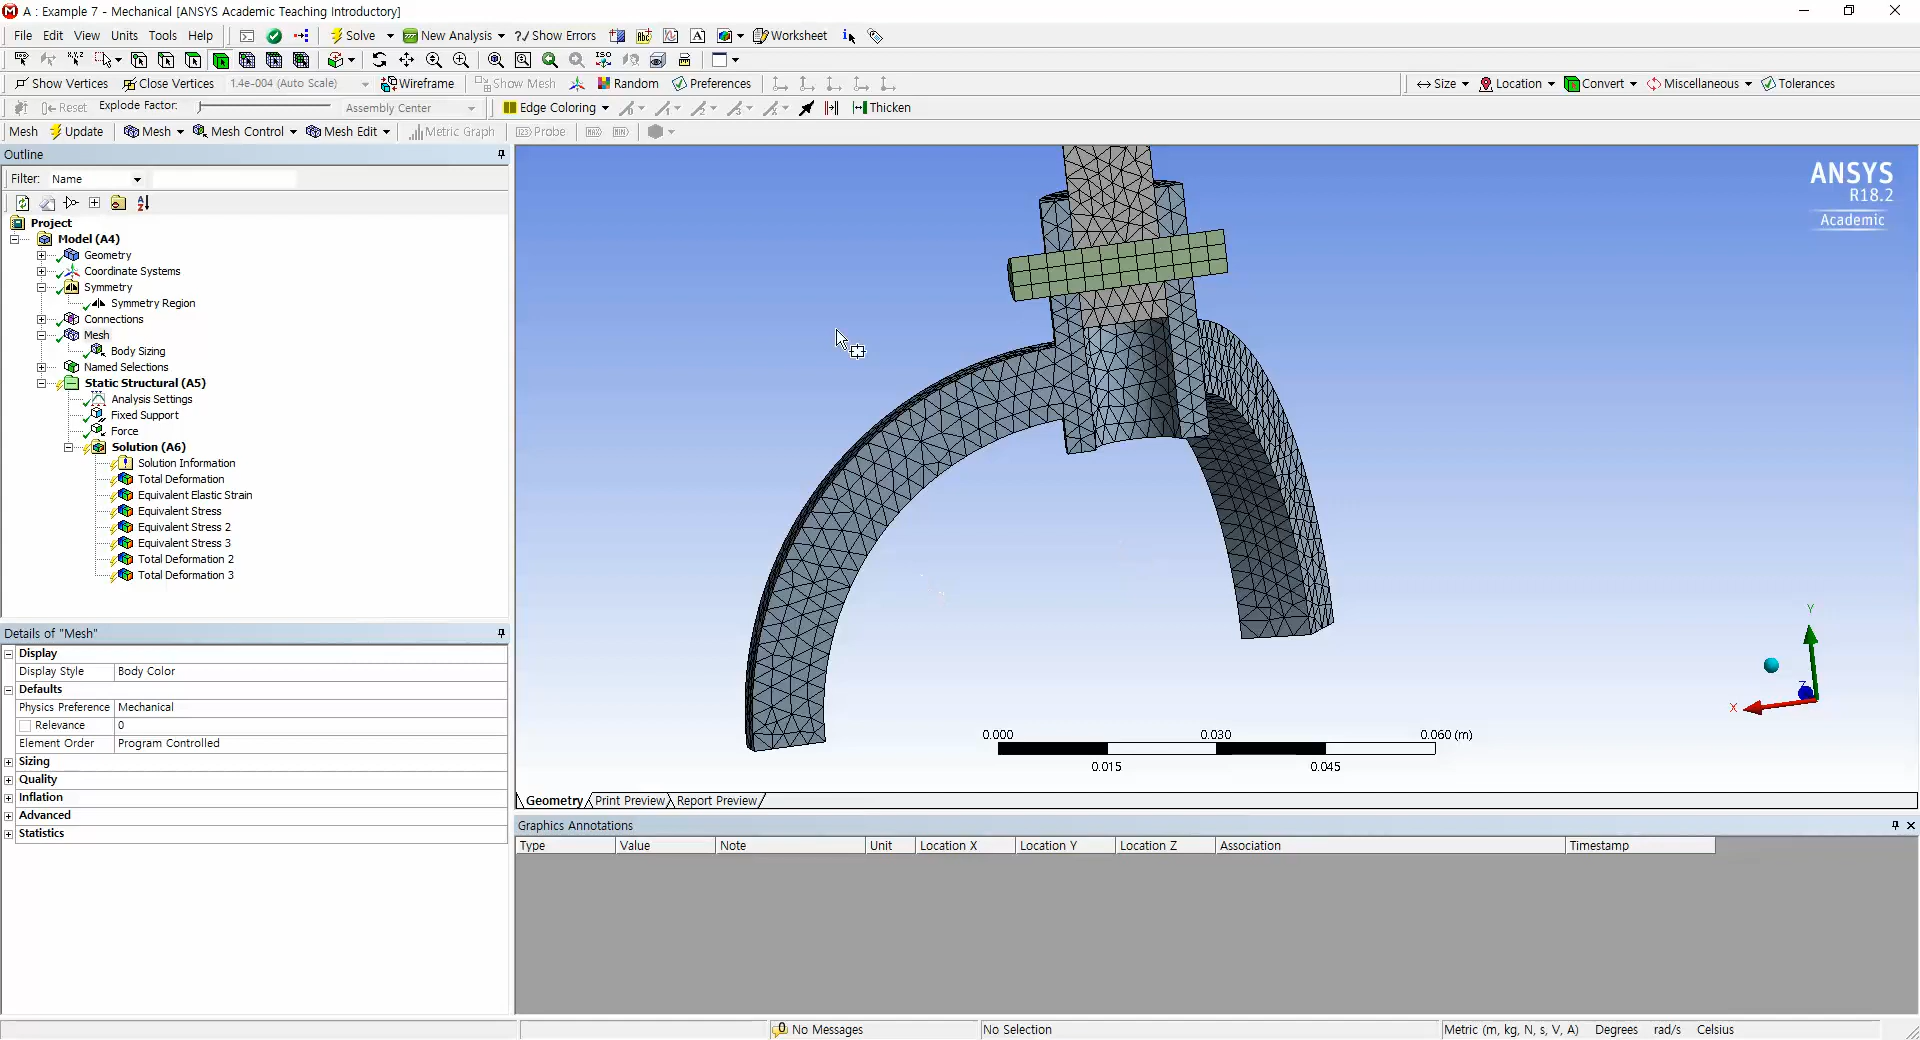 A : Example 7 - Mechanical [ANSYS Academic Teaching Introductory]
File Edit View Units Tools Help Solve New Analysis ?/ Show Errors Worksheet
Show Vertices Close Vertices 1.4e-004 (Auto Scale) Wireframe Show Mesh Random Preferences Size Location Convert Miscellaneous Tolerances
Reset Explode Factor: Assembly Center Edge Coloring Thicken
Mesh Update Mesh Mesh Control Mesh Edit Metric Graph Probe
Outline
Filter: Name
Project
Model (A4)
Geometry
Coordinate Systems
Symmetry
Symmetry Region
Connections
Mesh
Body Sizing
Named Selections
Static Structural (A5)
Analysis Settings
Fixed Support
Force
Solution (A6)
Solution Information
Total Deformation
Equivalent Elastic Strain
Equivalent Stress
Equivalent Stress 2
Equivalent Stress 3
Total Deformation 2
Total Deformation 3
Details of "Mesh"
Display
Display Style Body Color
Defaults
Physics Preference Mechanical
Relevance 0
Element Order Program Controlled
Sizing
Quality
Inflation
Advanced
Statistics
ANSYS
R18.2
Academic
Y
Z
X
0.000 0.030 0.060 (m)
0.015 0.045
Geometry Print Preview Report Preview
Graphics Annotations
Type Value Note Unit Location X Location Y Location Z Association Timestamp
No Messages No Selection Metric (m, kg, N, s, V, A) Degrees rad/s Celsius